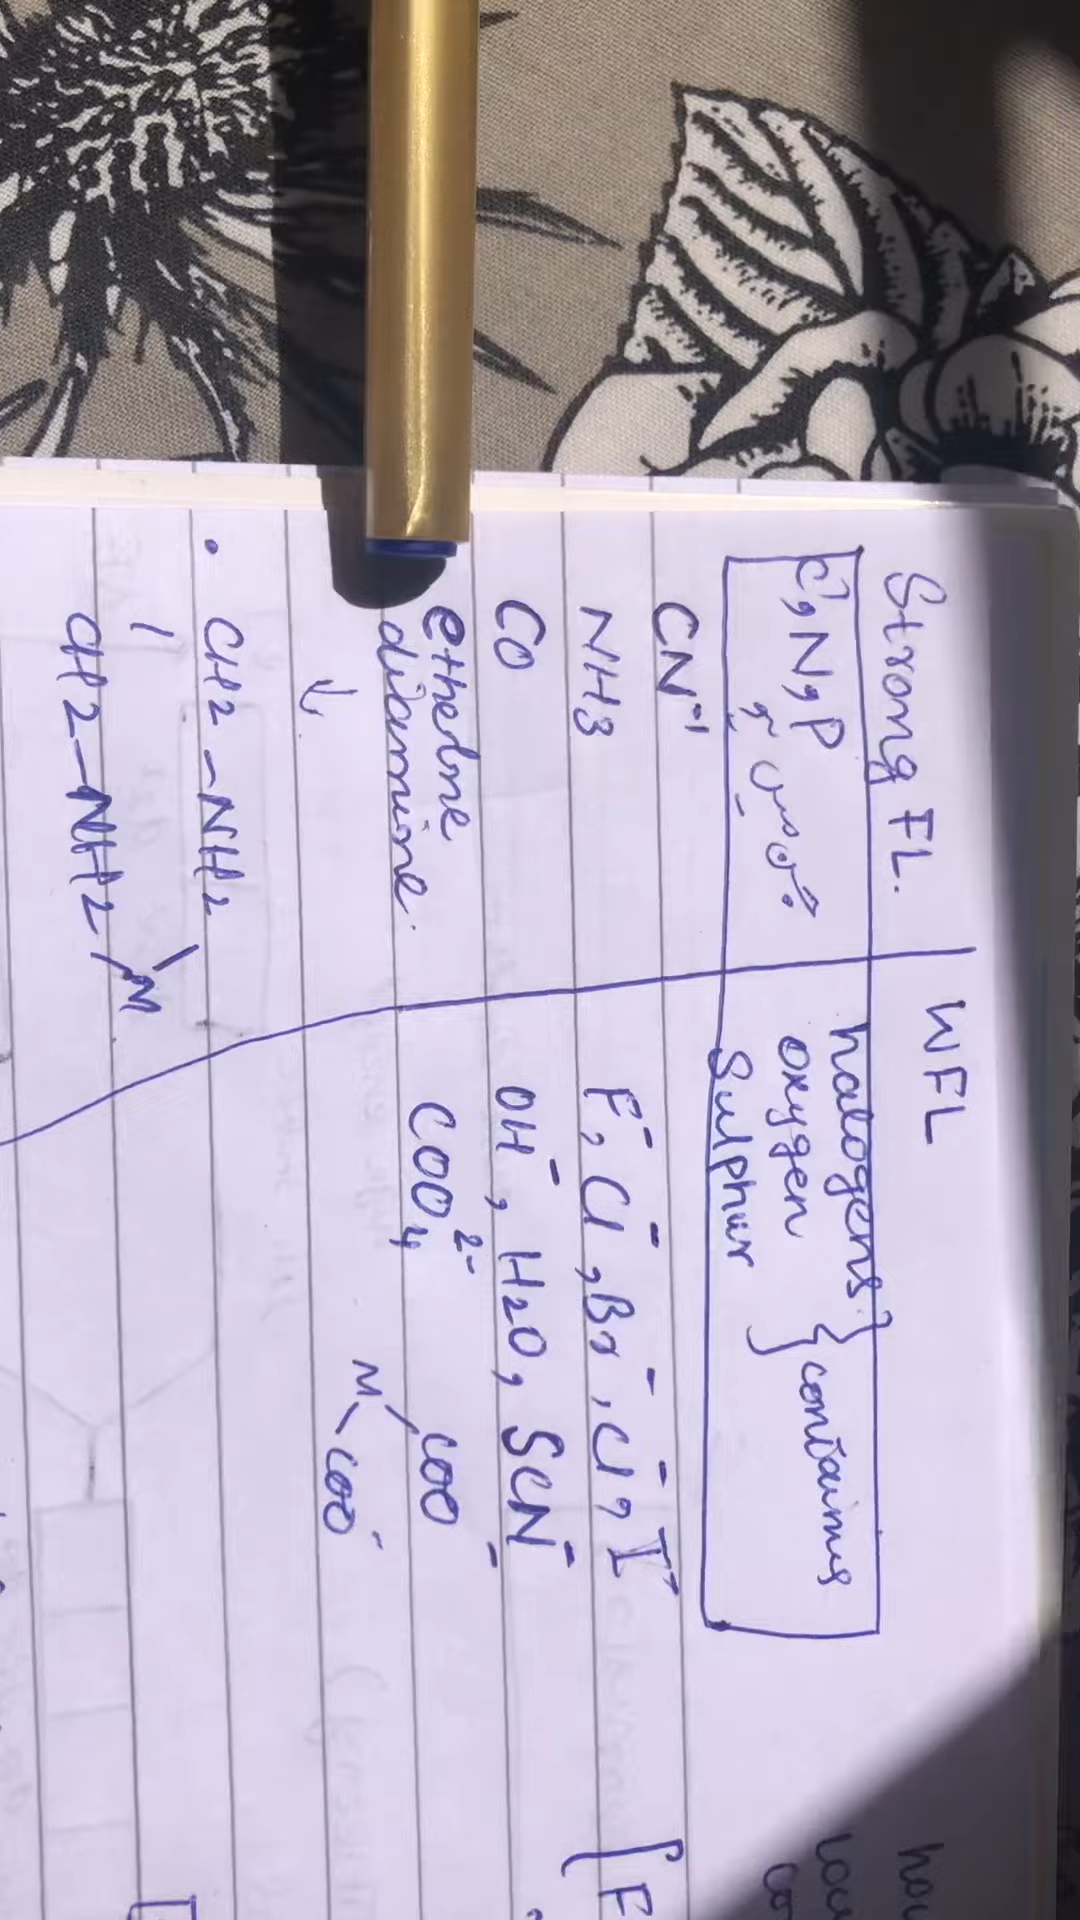 Strong FL. | WFL
C, N, P
halogens } contains
oxygen
Sulphur
CN⁻¹
NH3
CO
ethelene
diamine.
↓
• CH2 - NH2
|
CH2 - NH2 M
F⁻, Cl⁻, Br⁻, Cl⁻, I⁻
OH⁻, H2O, SCN⁻
COO₄²⁻
M COO⁻
COO⁻
[F